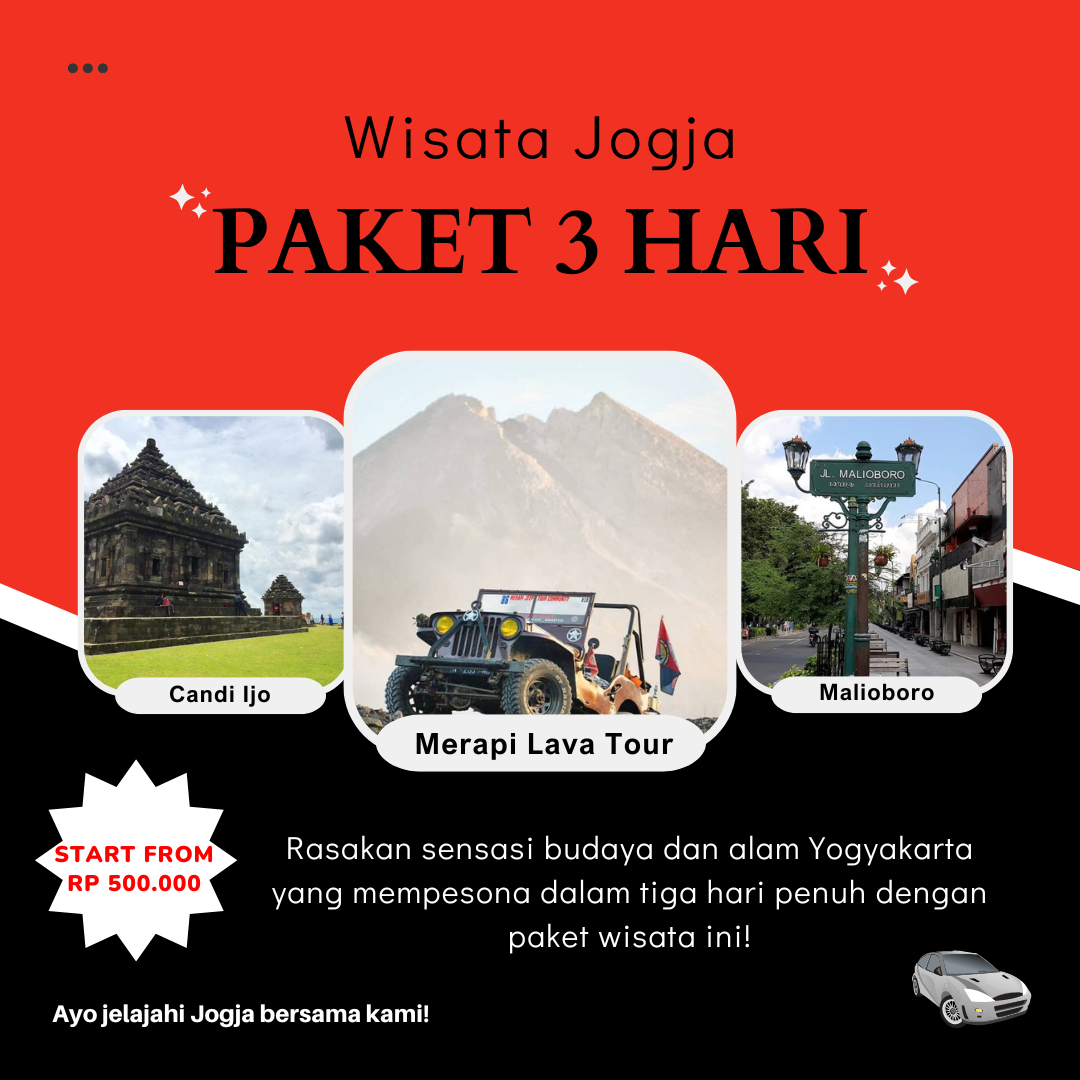 Wisata Jogja
PAKET 3 HARI
JL. MALIOBORO
Candi Ijo
Merapi Lava Tour
Malioboro
START FROM
RP 500.000
Rasakan sensasi budaya dan alam Yogyakarta
yang mempesona dalam tiga hari penuh dengan
paket wisata ini!
Ayo jelajahi Jogja bersama kami!